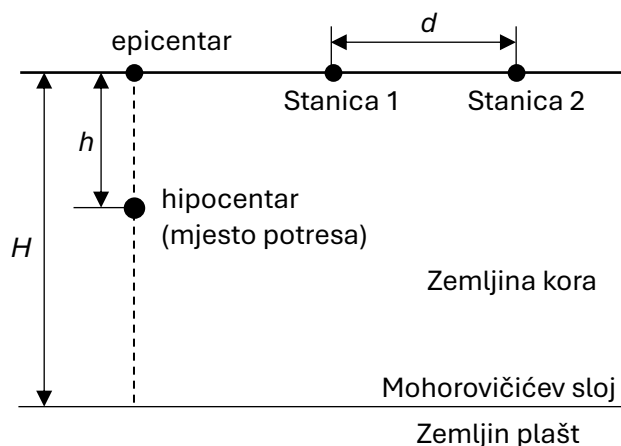 d
epicentar
Stanica 1
Stanica 2
h
hipocentar
(mjesto potresa)
H
Zemljina kora
Mohorovičićev sloj
Zemljin plašt